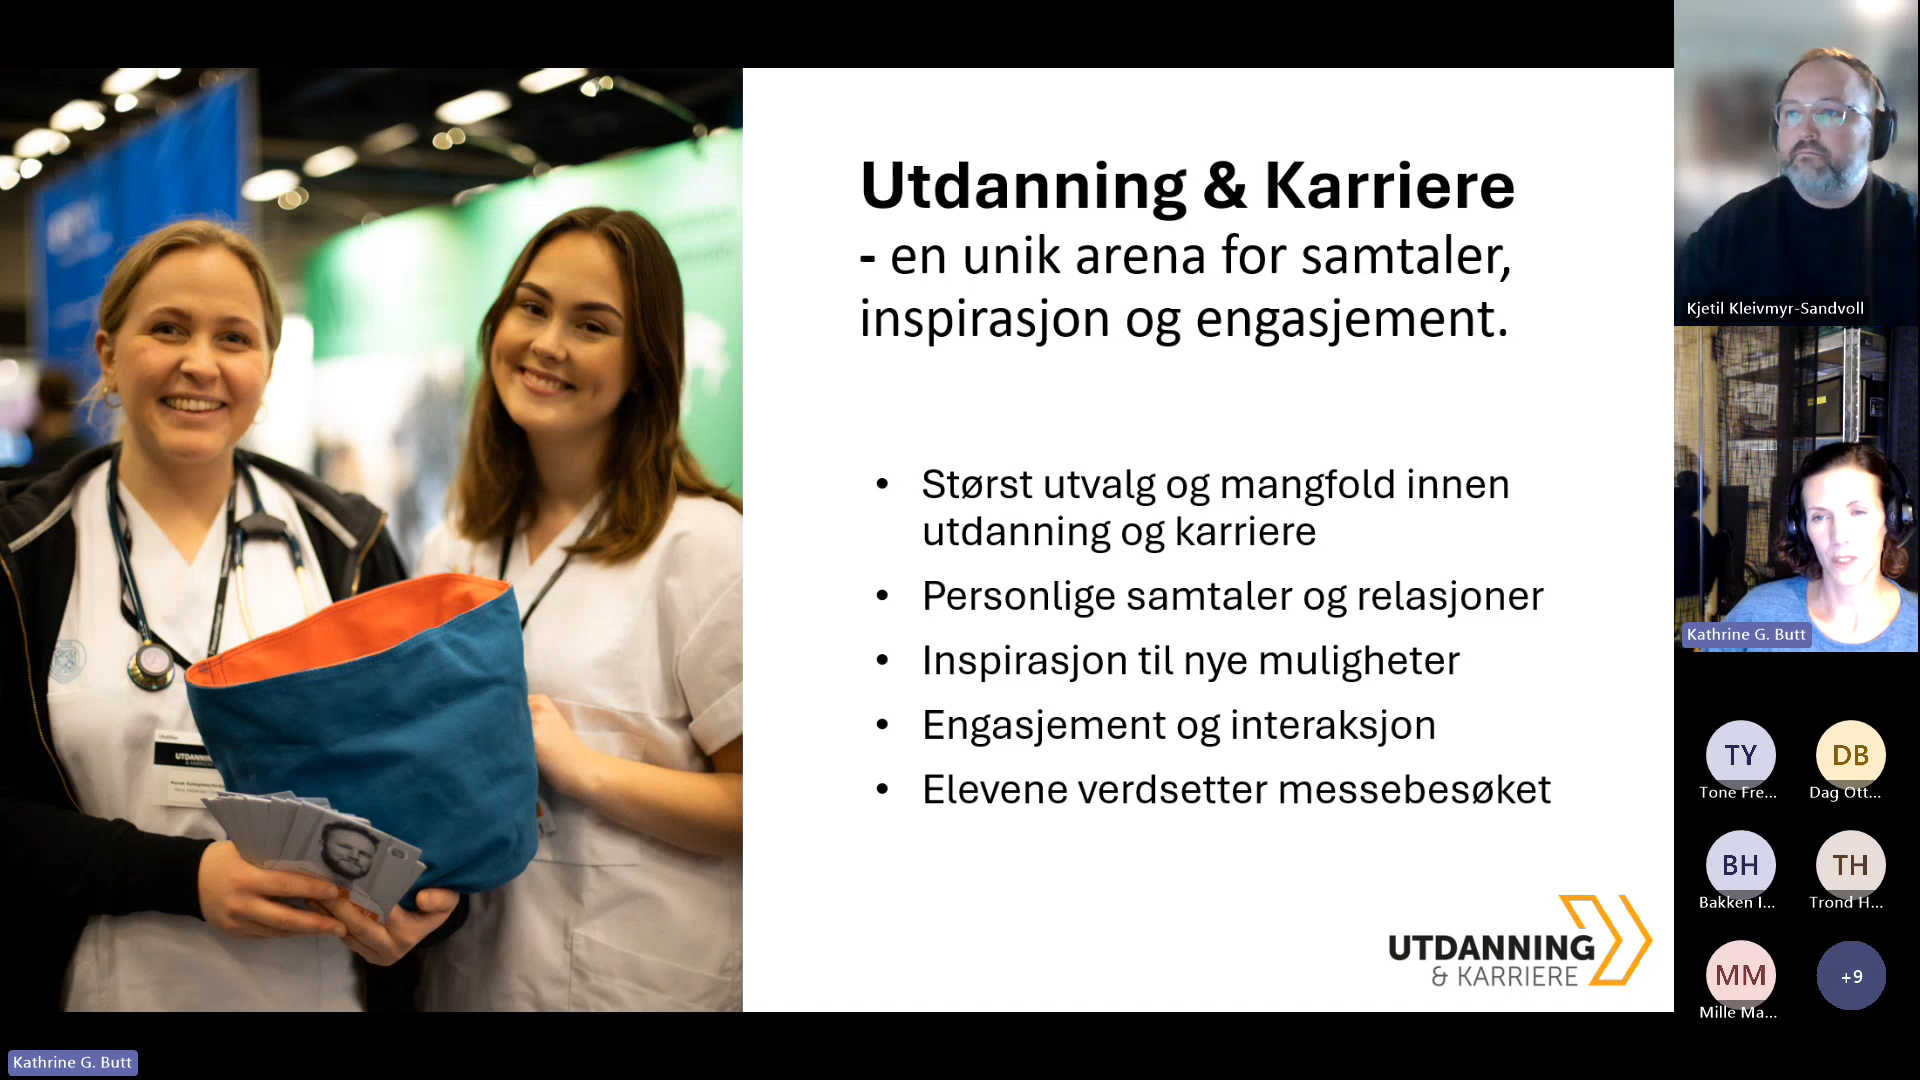 Utdanning & Karriere
- en unik arena for samtaler,
inspirasjon og engasjement.
• Størst utvalg og mangfold innen
utdanning og karriere
• Personlige samtaler og relasjoner
• Inspirasjon til nye muligheter
• Engasjement og interaksjon
• Elevene verdsetter messebesøket
UTDANNING
& KARRIERE
Kjetil Kleivmyr-Sandvoll
Kathrine G. Butt
TY
DB
Tone Fre...
Dag Ott...
BH
TH
Bakken I...
Trond H...
MM
+9
Mille Ma...
Kathrine G. Butt